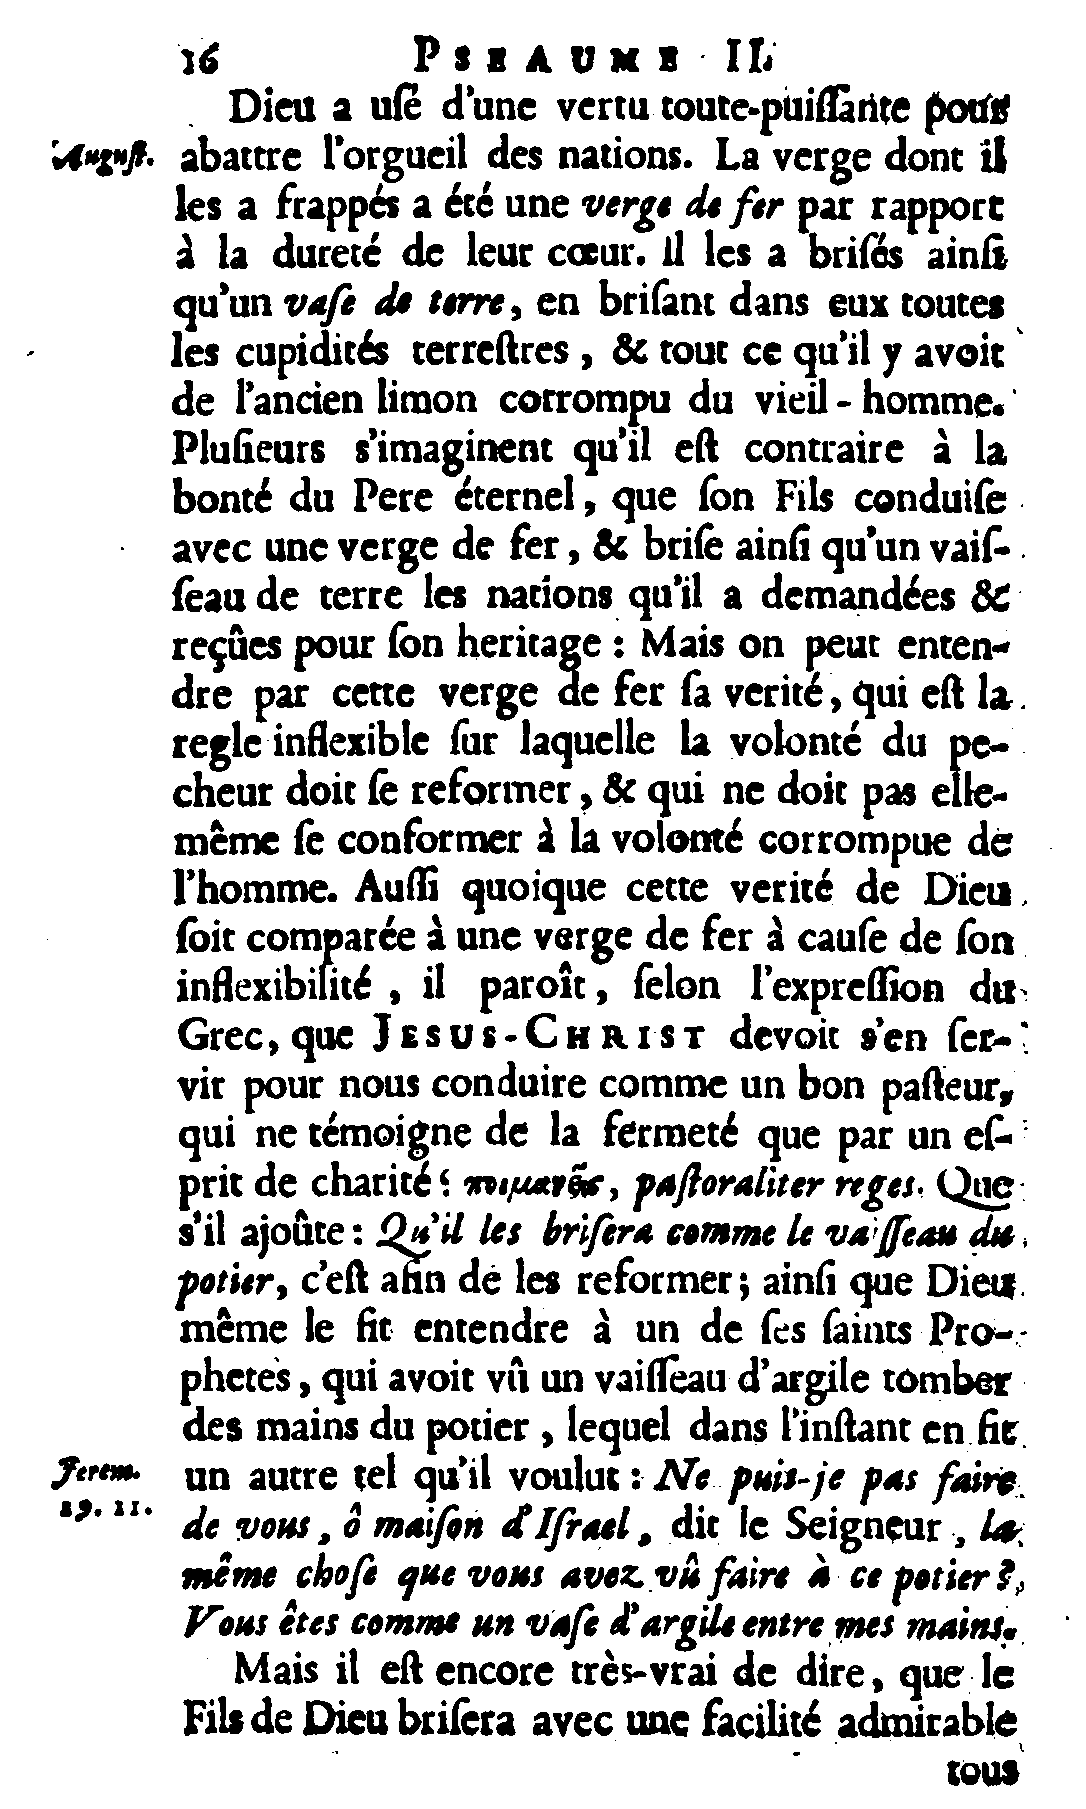 16 PSEAUME II.
Dieu a uſé d'une vertu toute-puiſſante pour
Auguſt. abattre l'orgueil des nations. La verge dont il
les a frappés a été une verge de fer par rapport
à la dureté de leur cœur. il les a briſés ainſi
qu'un vaſe de terre, en briſant dans eux toutes
les cupidités terreſtres, & tout ce qu'il y avoit
de l'ancien limon corrompu du vieil-homme.
Pluſieurs s'imaginent qu'il eſt contraire à la
bonté du Pere éternel, que ſon Fils conduiſe
avec une verge de fer, & briſe ainſi qu'un vaiſ-
ſeau de terre les nations qu'il a demandées &
reçûes pour ſon heritage : Mais on peut enten-
dre par cette verge de fer ſa verité, qui eſt la
regle inflexible ſur laquelle la volonté du pe-
cheur doit ſe reformer, & qui ne doit pas elle-
même ſe conformer à la volonté corrompue de
l'homme. Auſſi quoique cette verité de Dieu
ſoit comparée à une verge de fer à cauſe de ſon
inflexibilité, il paroît, ſelon l'expreſſion du
Grec, que JESUS-CHRIST devoit s'en ſer-
vir pour nous conduire comme un bon paſteur,
qui ne témoigne de la fermeté que par un eſ-
prit de charité : ποιμανεῖς, paſtoraliter reges. Que
s'il ajoûte : Qu'il les briſera comme le vaiſſeau du
potier, c'eſt afin de les reformer; ainſi que Dieu
même le fit entendre à un de ſes ſaints Pro-
phetes, qui avoit vû un vaiſſeau d'argile tomber
des mains du potier, lequel dans l'inſtant en fit
Jerem. un autre tel qu'il voulut : Ne puis-je pas faire
19. 11. de vous, ô maiſon d'Iſrael, dit le Seigneur, la
même choſe que vous avez vû faire à ce potier ?
Vous êtes comme un vaſe d'argile entre mes mains.
Mais il eſt encore très-vrai de dire, que le
Fils de Dieu briſera avec une facilité admirable
tous